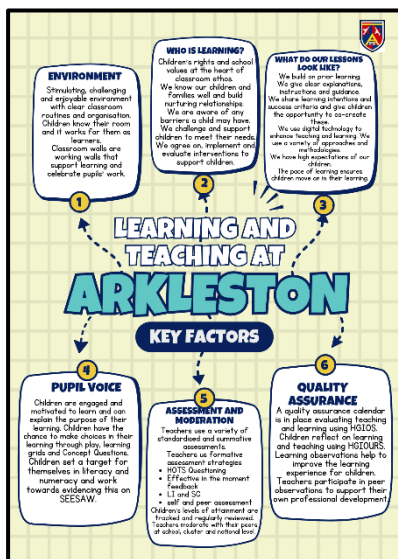 ENVIRONMENT
Stimulating, challenging
and enjoyable environment
with clear classroom
routines and organisation.
Children know their room
and it works for them as
learners.
Classroom walls are
working walls that
support learning and
celebrate pupils' work.
1
WHO IS LEARNING?
Children's rights and school
values at the heart of
classroom ethos.
We know our children and
families well and build
nurturing relationships.
We are aware of any
barriers a child may have.
We challenge and support
children to meet their needs.
We agree on, implement and
evaluate interventions to
support children.
2
WHAT DO OUR LESSONS
LOOK LIKE?
We build on prior learning.
We give clear explanations,
instructions and guidance.
We share learning intentions and
success criteria and give children
the opportunity to co-create
these.
We use digital technology to
enhance teaching and learning. We
use a variety of approaches and
methodologies.
We have high expectations of our
children.
The pace of learning ensures
children move on in their learning.
3
LEARNING AND
TEACHING AT
ARKLESTON
KEY FACTORS
4
PUPIL VOICE
Children are engaged and
motivated to learn and can
explain the purpose of their
learning. Children have the
chance to make choices in their
learning through play, learning
grids and Concept Questions.
Children set a target for
themselves in literacy and
numeracy and work
towards evidencing this on
SEESAW.
5
ASSESSMENT AND
MODERATION
Teachers use a variety of
standardised and summative
assessments.
Teachers us formative
assessment strategies
HOTS Questioning
Effective in the moment
feedback
LI and SC
self and peer assessment
Children's levels of attainment are
tracked and regularly reviewed.
Teachers moderate with their peers
at school, cluster and national level.
6
QUALITY
ASSURANCE
A quality assurance calendar
is in place evaluating teaching
and learning using HGIOS.
Children reflect on learning
and teaching using HGIOURS.
Learning observations help to
improve the learning
experience for children.
Teachers participate in peer
observations to support their
own professional development.